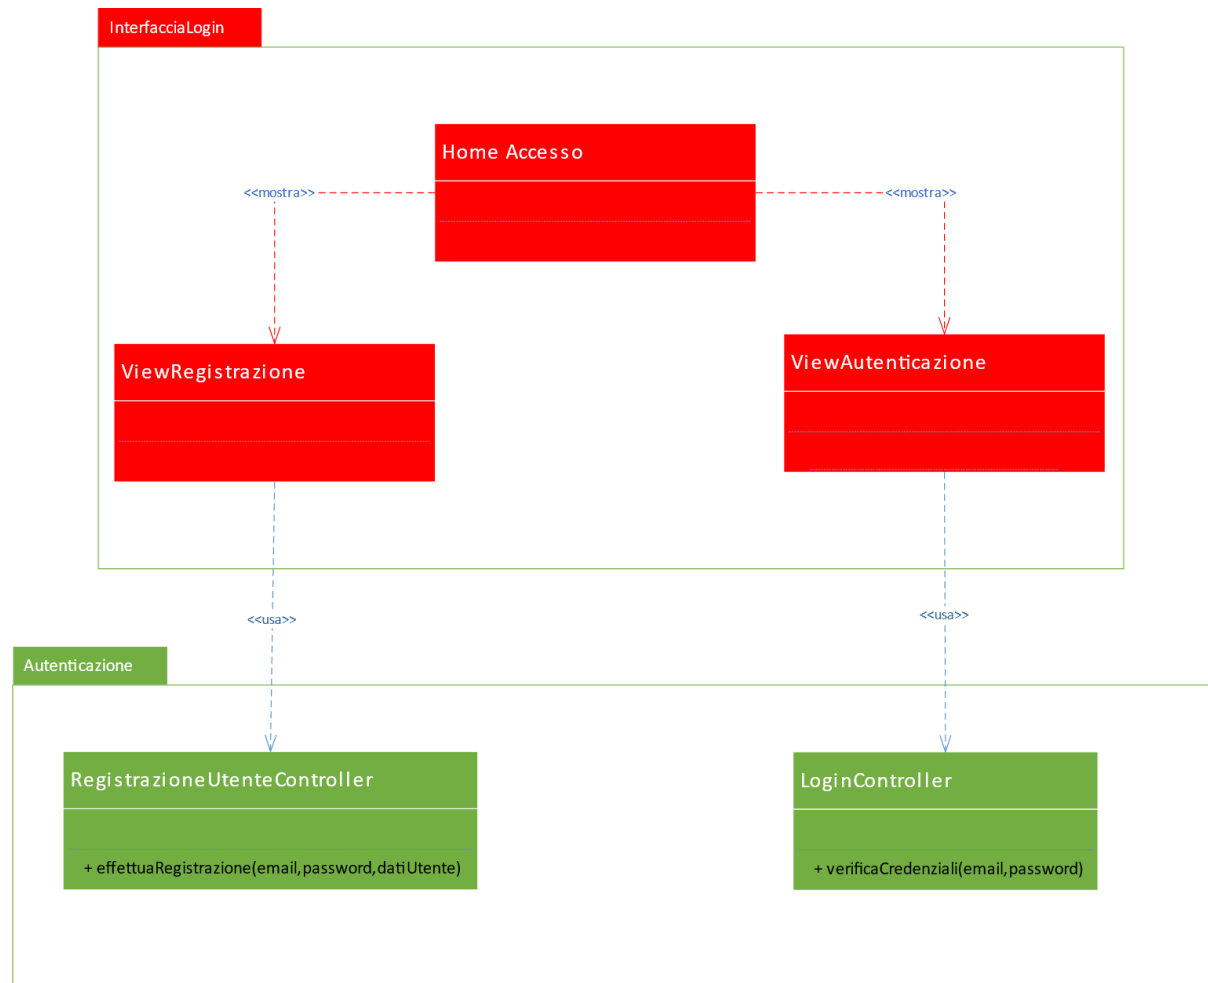 InterfacciaLogin
Home Accesso
<<mostra>>
<<mostra>>
ViewRegistrazione
ViewAutenticazione
<<usa>>
<<usa>>
Autenticazione
RegistrazioneUtenteController
+ effettuaRegistrazione(email,password,datiUtente)
LoginController
+ verificaCredenziali(email,password)